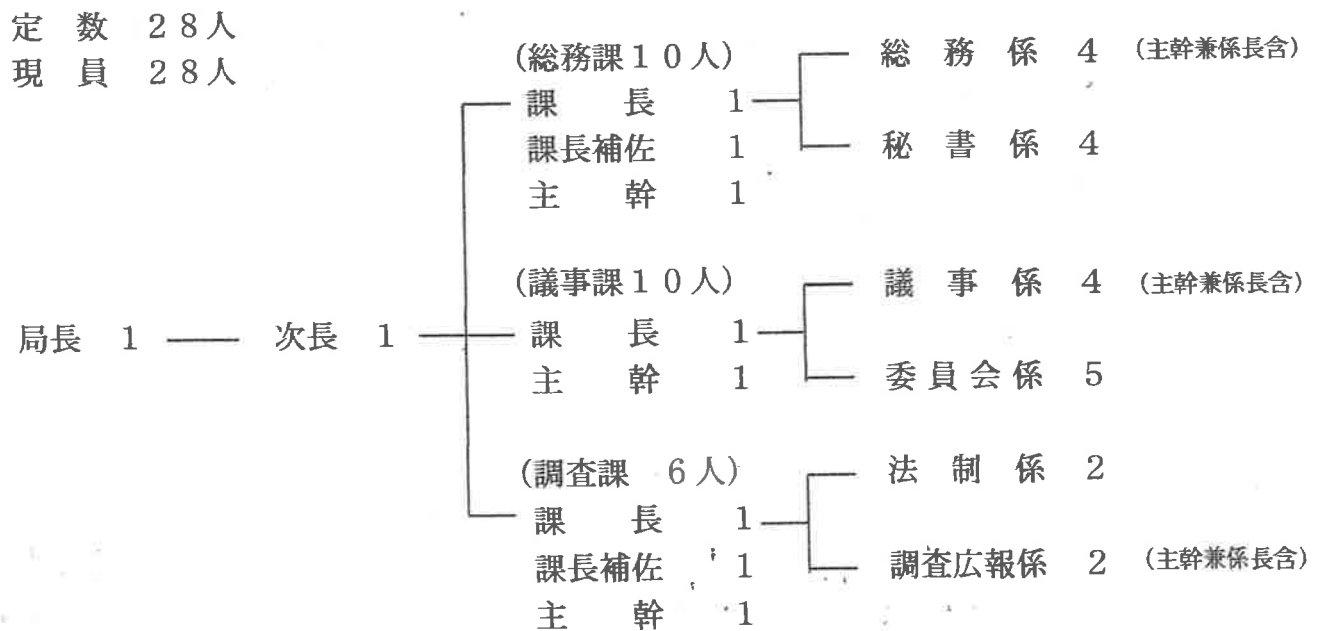 定 数 28人
現 員 28人
(総務課10人)
課 長 1
課長補佐 1
主 幹 1
総 務 係 4 (主幹兼係長含)
秘 書 係 4
局長 1
次長 1
(議事課10人)
課 長 1
主 幹 1
議 事 係 4 (主幹兼係長含)
委員会係 5
(調査課 6人)
課 長 1
課長補佐 1
主 幹 1
法 制 係 2
調査広報係 2 (主幹兼係長含)